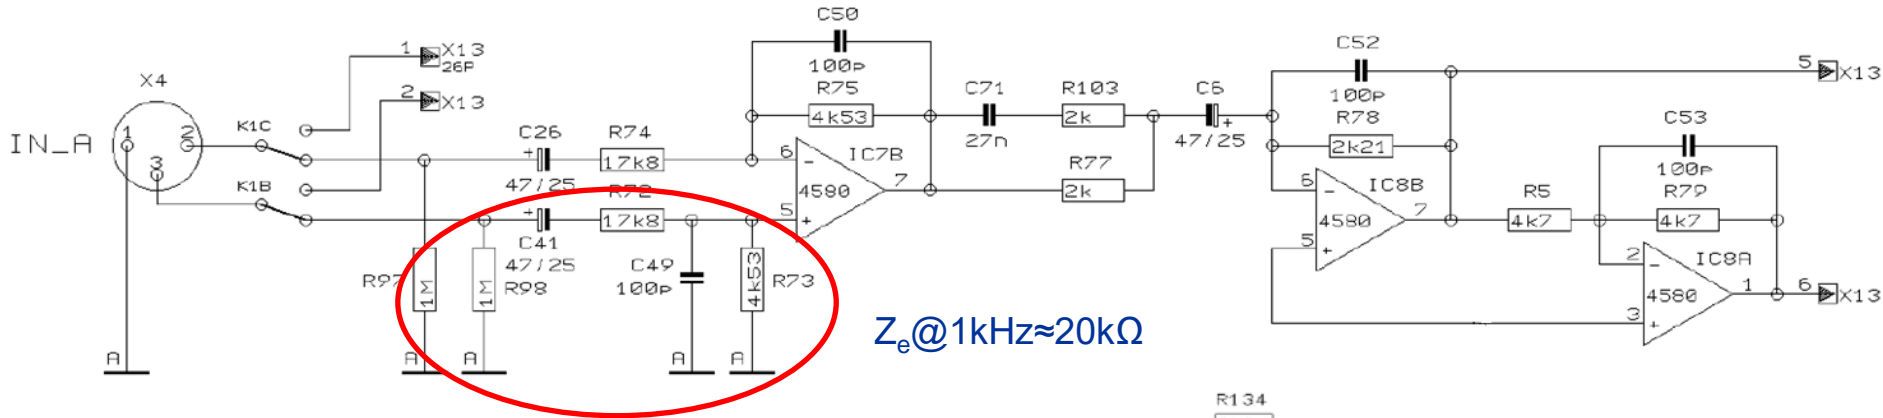 C50
100p
R75
4k53
X4
IN_A
1
2
3
K1C
K1B
1
X13
26P
2
X13
C26
47/25
R74
17k8
R72
17k8
C41
47/25
R97
1M
1M
R98
C49
100p
4k53
R73
6
-
5
+
4580
IC7B
7
C71
27n
R103
2k
R77
2k
C6
+
47/25
C52
100p
R78
2k21
6
-
5
+
4580
IC8B
7
R5
4k7
C53
100p
R79
4k7
2
-
3
+
4580
IC8A
1
5
X13
6
X13
A
A
A
A
A
Ze@1kHz≈20kΩ
R134